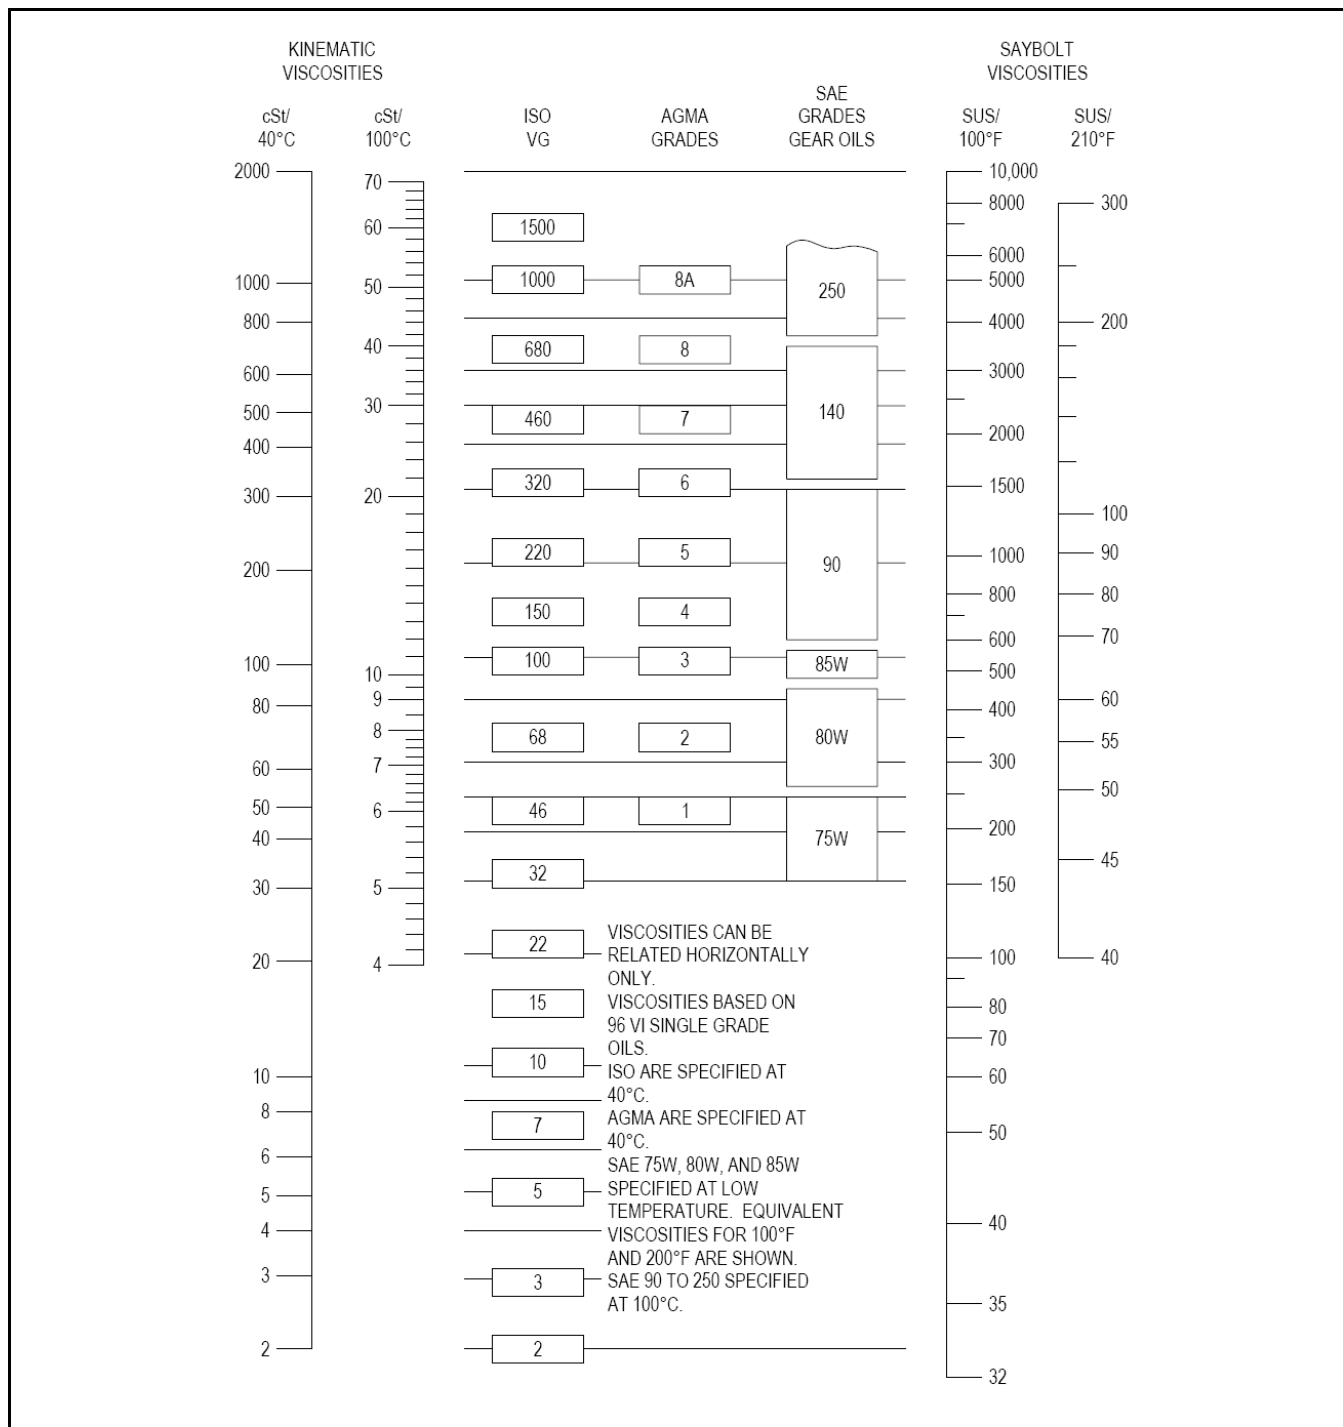 KINEMATIC
VISCOSITIES
SAYBOLT
VISCOSITIES
cSt/
40°C
cSt/
100°C
ISO
VG
AGMA
GRADES
SAE
GRADES
GEAR OILS
SUS/
100°F
SUS/
210°F
2000
1000
800
600
500
400
300
200
100
80
60
50
40
30
20
10
8
6
5
4
3
2
70
60
50
40
30
20
10
9
8
7
6
5
4
1500
1000
680
460
320
220
150
100
68
46
32
22
15
10
7
5
3
2
8A
8
7
6
5
4
3
2
1
250
140
90
85W
80W
75W
VISCOSITIES CAN BE
RELATED HORIZONTALLY
ONLY.
VISCOSITIES BASED ON
96 VI SINGLE GRADE
OILS.
ISO ARE SPECIFIED AT
40°C.
AGMA ARE SPECIFIED AT
40°C.
SAE 75W, 80W, AND 85W
SPECIFIED AT LOW
TEMPERATURE. EQUIVALENT
VISCOSITIES FOR 100°F
AND 200°F ARE SHOWN.
SAE 90 TO 250 SPECIFIED
AT 100°C.
10,000
8000
6000
5000
4000
3000
2000
1500
1000
800
600
500
400
300
200
150
100
80
70
60
50
40
35
32
300
200
100
90
80
70
60
55
50
45
40